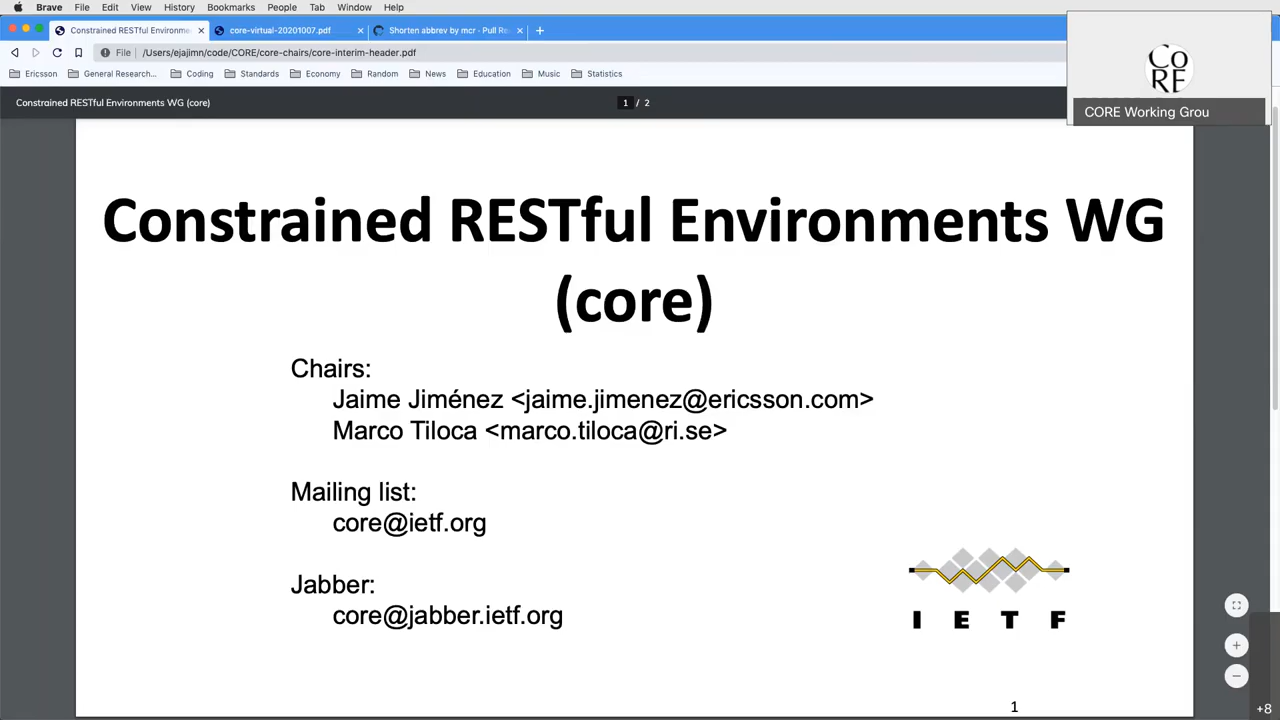 Brave File Edit View History Bookmarks People Tab Window Help
Constrained RESTful Environme × core-virtual-20201007.pdf × Shorten abbrev by mcr · Pull Re × +
File /Users/ejajimn/code/CORE/core-chairs/core-interim-header.pdf
Ericsson General Research... Coding Standards Economy Random News Education Music Statistics
Constrained RESTful Environments WG (core) 1 / 2
CO
RE
CORE Working Grou
Constrained RESTful Environments WG
(core)
Chairs:
Jaime Jiménez <jaime.jimenez@ericsson.com>
Marco Tiloca <marco.tiloca@ri.se>
Mailing list:
core@ietf.org
Jabber:
core@jabber.ietf.org
I E T F
1
+8